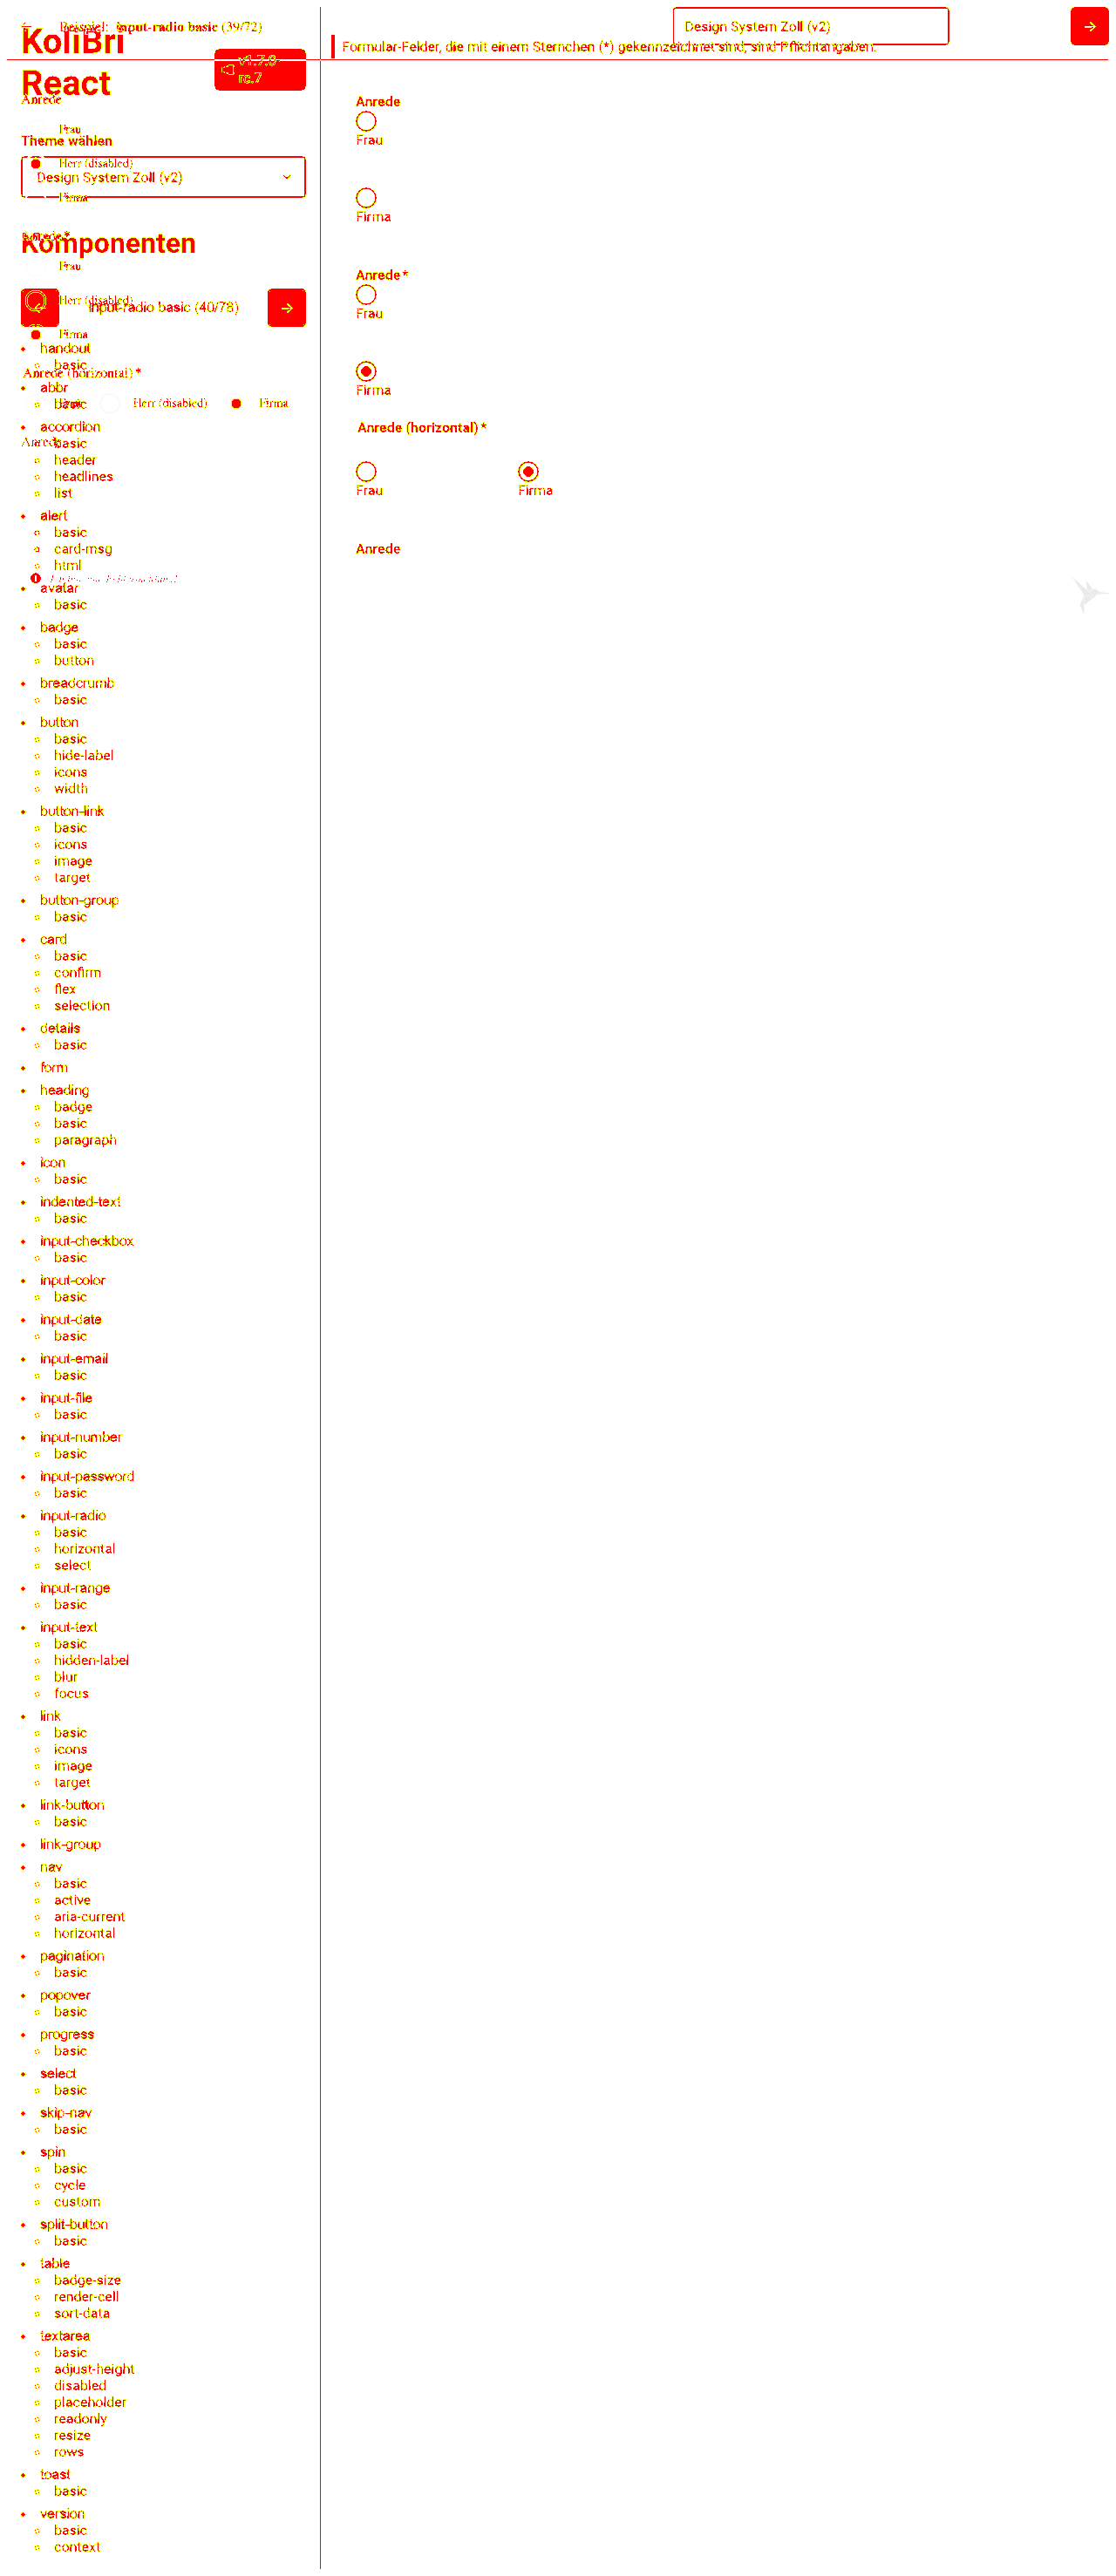 Beispiel: input-radio basic (39/72)
Design System Zoll (v2)
KoliBri
React
v1.7.0-
rc.7
Formular-Felder, die mit einem Sternchen (*) gekennzeichnet sind, sind Pflichtangaben.
Anrede
Frau
Theme wählen
Herr (disabled)
Design System Zoll (v2)
Firma
Anrede *
Komponenten
Frau
Herr (disabled)
input-radio basic (40/78)
Firma
handout
basic
Anrede (horizontal) *
abbr
basic
Herr (disabled)
Firma
accordion
Anrede
basic
header
headlines
list
alert
basic
card-msg
html
avatar
basic
badge
basic
button
breadcrumb
basic
button
basic
hide-label
icons
width
button-link
basic
icons
image
target
button-group
basic
card
basic
confirm
flex
selection
details
basic
form
heading
badge
basic
paragraph
icon
basic
indented-text
basic
input-checkbox
basic
input-color
basic
input-date
basic
input-email
basic
input-file
basic
input-number
basic
input-password
basic
input-radio
basic
horizontal
select
input-range
basic
input-text
basic
hidden-label
blur
focus
link
basic
icons
image
target
link-button
basic
link-group
nav
basic
active
aria-current
horizontal
pagination
basic
popover
basic
progress
basic
select
basic
skip-nav
basic
spin
basic
cycle
custom
split-button
basic
table
badge-size
render-cell
sort-data
textarea
basic
adjust-height
disabled
placeholder
readonly
resize
rows
toast
basic
version
basic
context
Anrede
Frau
Firma
Anrede *
Frau
Firma
Anrede (horizontal) *
Frau
Firma
Anrede